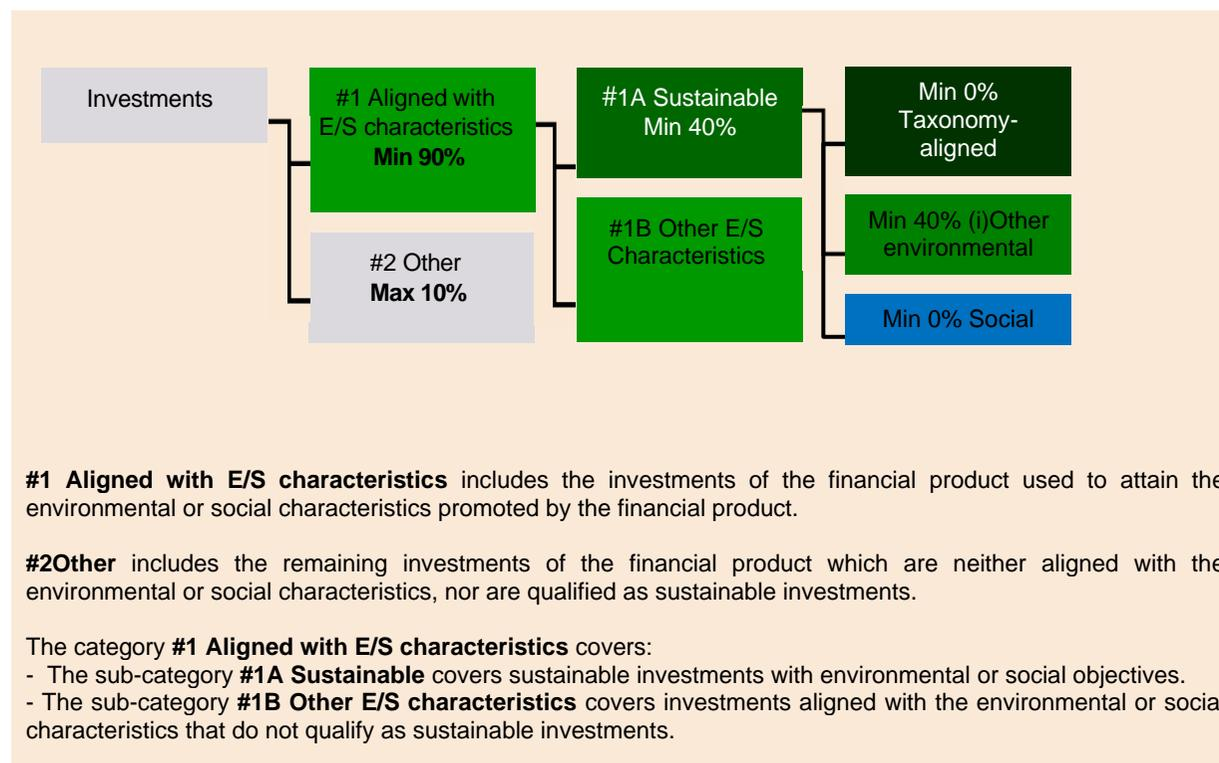 Investments
#1 Aligned with
E/S characteristics
Min 90%
#2 Other
Max 10%
#1A Sustainable
Min 40%
#1B Other E/S
Characteristics
Min 0%
Taxonomy-
aligned
Min 40% (i)Other
environmental
Min 0% Social
#1 Aligned with E/S characteristics includes the investments of the financial product used to attain the
environmental or social characteristics promoted by the financial product.
#2Other includes the remaining investments of the financial product which are neither aligned with the
environmental or social characteristics, nor are qualified as sustainable investments.
The category #1 Aligned with E/S characteristics covers:
- The sub-category #1A Sustainable covers sustainable investments with environmental or social objectives.
- The sub-category #1B Other E/S characteristics covers investments aligned with the environmental or socia
characteristics that do not qualify as sustainable investments.